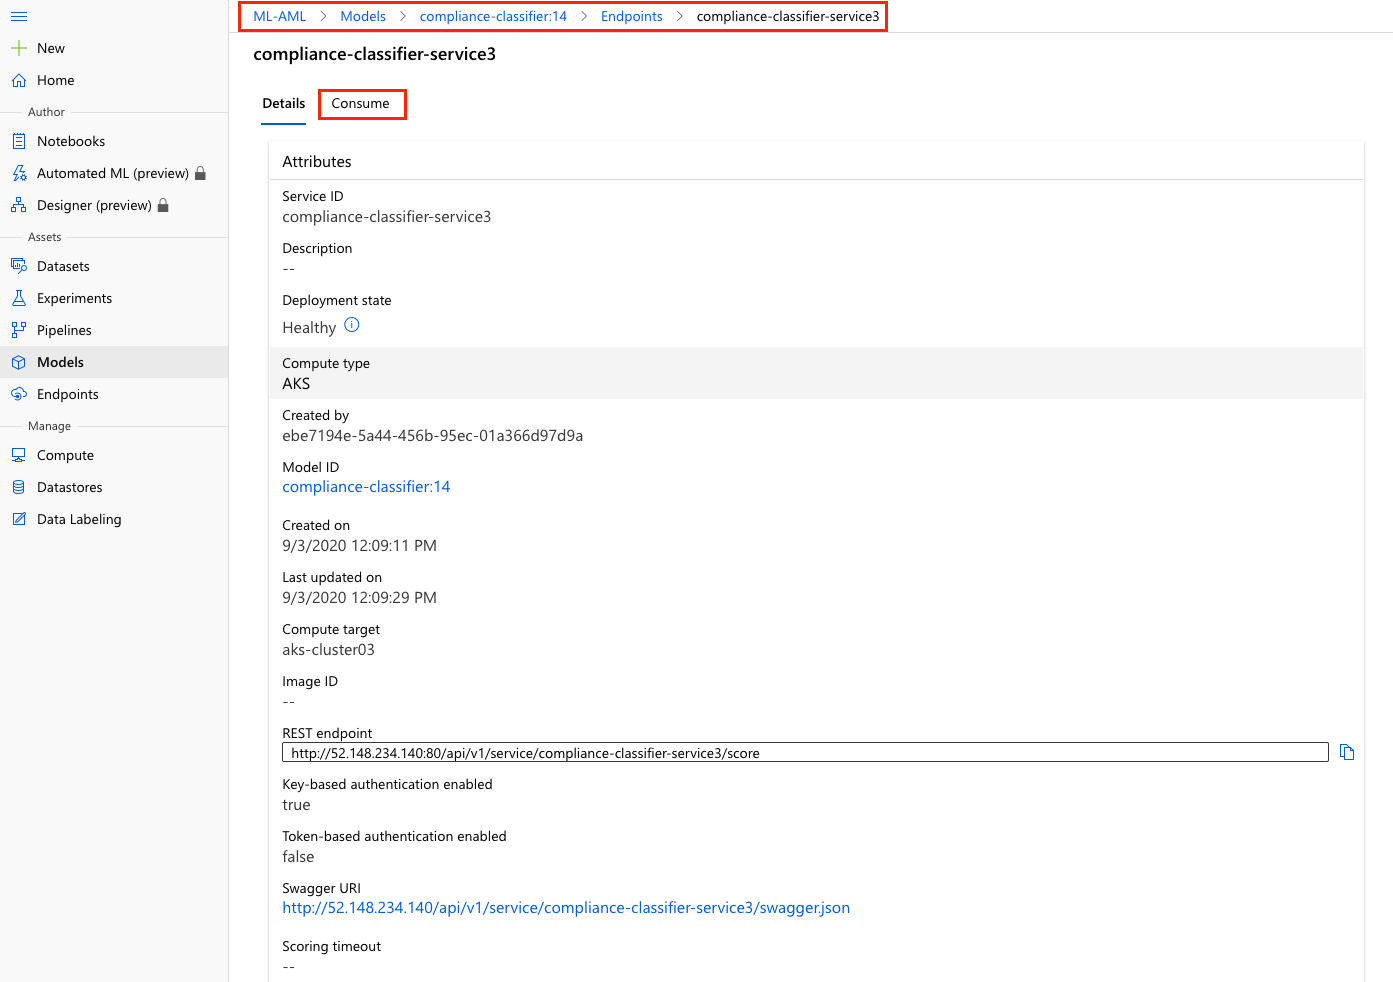 ML-AML > Models > compliance-classifier:14 > Endpoints > compliance-classifier-service3
New
Home
Author
Notebooks
Automated ML (preview)
Designer (preview)
Assets
Datasets
Experiments
Pipelines
Models
Endpoints
Manage
Compute
Datastores
Data Labeling
compliance-classifier-service3
Details Consume
Attributes
Service ID
compliance-classifier-service3
Description
--
Deployment state
Healthy
Compute type
AKS
Created by
ebe7194e-5a44-456b-95ec-01a366d97d9a
Model ID
compliance-classifier:14
Created on
9/3/2020 12:09:11 PM
Last updated on
9/3/2020 12:09:29 PM
Compute target
aks-cluster03
Image ID
--
REST endpoint
http://52.148.234.140:80/api/v1/service/compliance-classifier-service3/score
Key-based authentication enabled
true
Token-based authentication enabled
false
Swagger URI
http://52.148.234.140/api/v1/service/compliance-classifier-service3/swagger.json
Scoring timeout
--